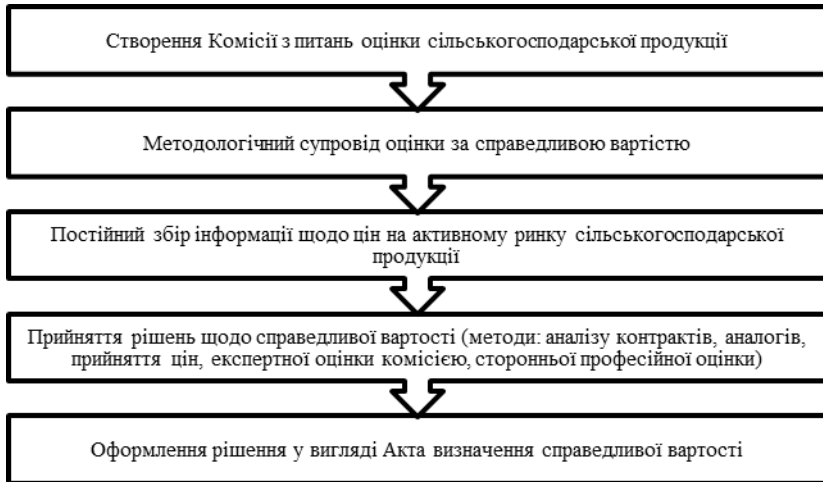 Створення Комісії з питань оцінки сільськогосподарської продукції
Методологічний супровід оцінки за справедливою вартістю
Постійний збір інформації щодо цін на активному ринку сільськогосподарської
продукції
Прийняття рішень щодо справедливої вартості (методи: аналізу контрактів, аналогів,
прийняття цін, експертної оцінки комісією, сторонньої професійної оцінки)
Оформлення рішення у вигляді Акта визначення справедливої вартості